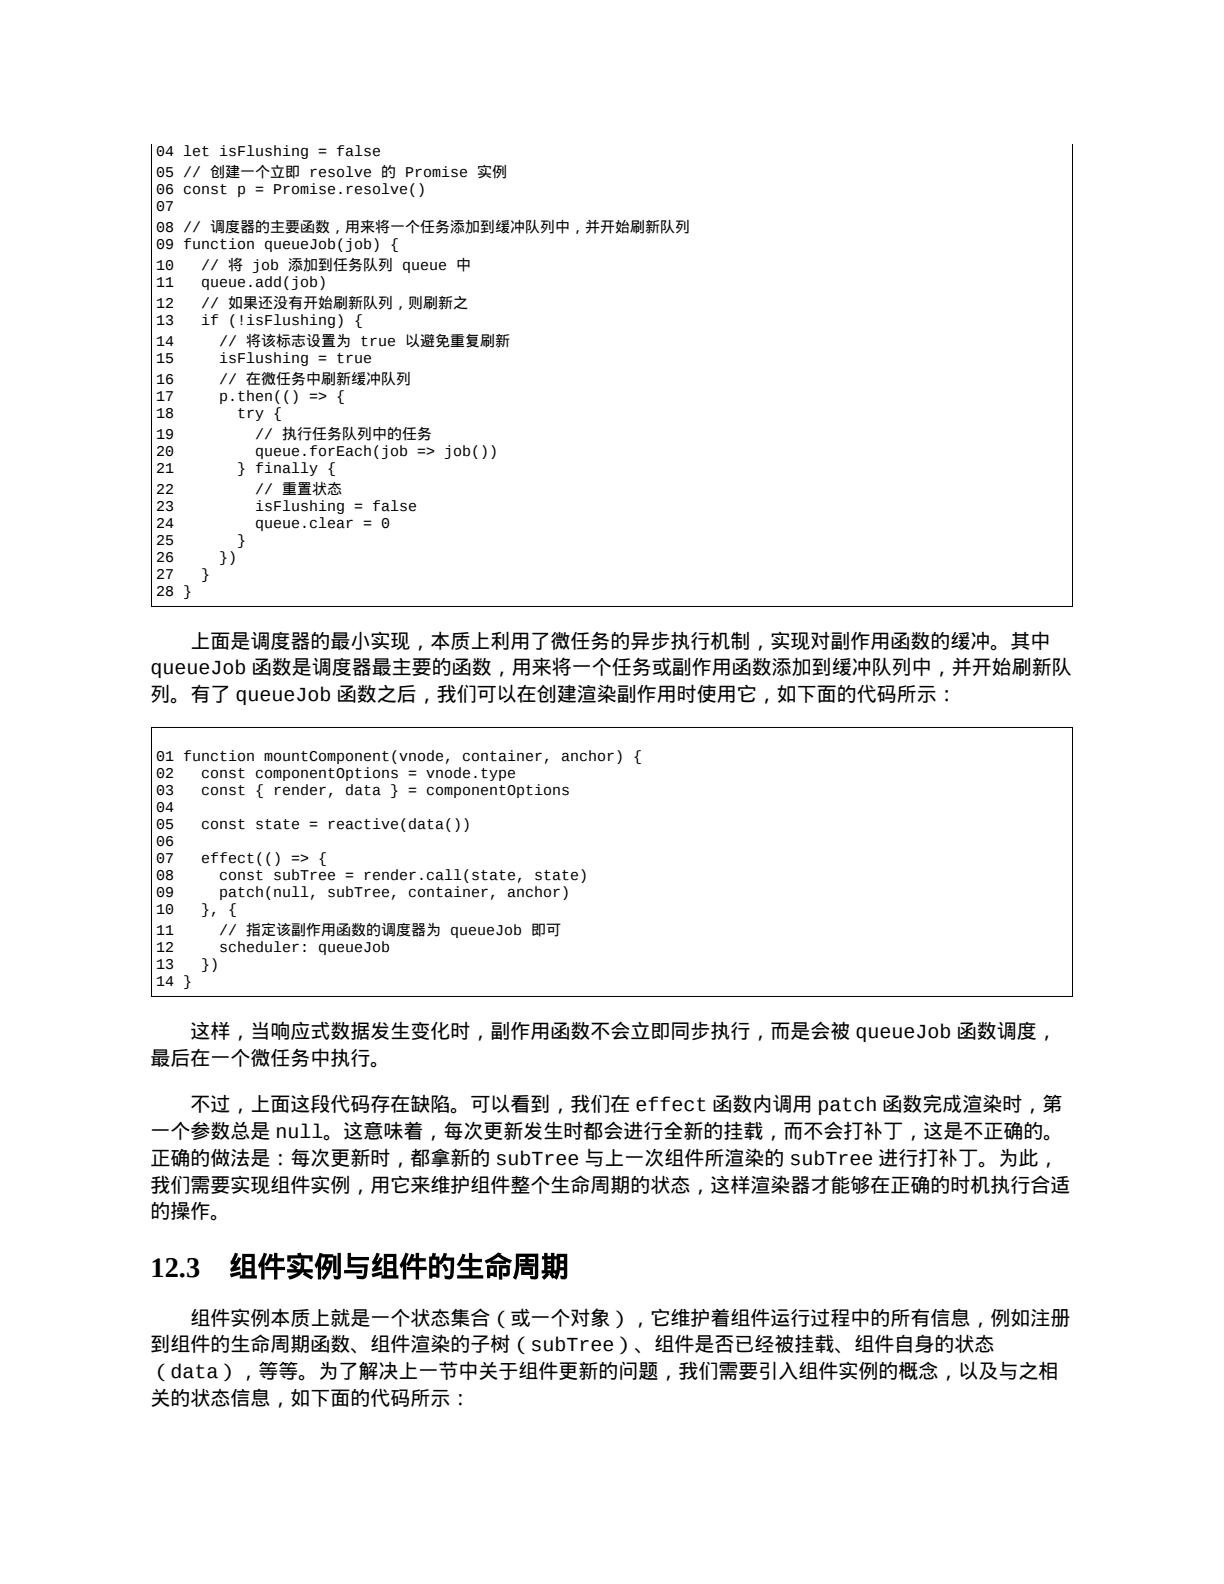 04 let isFlushing = false
05 // 创建一个立即 resolve 的 Promise 实例
06 const p = Promise.resolve()
07
08 // 调度器的主要函数，用来将一个任务添加到缓冲队列中，并开始刷新队列
09 function queueJob(job) {
10   // 将 job 添加到任务队列 queue 中
11   queue.add(job)
12   // 如果还没有开始刷新队列，则刷新之
13   if (!isFlushing) {
14     // 将该标志设置为 true 以避免重复刷新
15     isFlushing = true
16     // 在微任务中刷新缓冲队列
17     p.then(() => {
18       try {
19         // 执行任务队列中的任务
20         queue.forEach(job => job())
21       } finally {
22         // 重置状态
23         isFlushing = false
24         queue.clear = 0
25       }
26     })
27   }
28 }
上面是调度器的最小实现，本质上利用了微任务的异步执行机制，实现对副作用函数的缓冲。其中
queueJob 函数是调度器最主要的函数，用来将一个任务或副作用函数添加到缓冲队列中，并开始刷新队
列。有了 queueJob 函数之后，我们可以在创建渲染副作用时使用它，如下面的代码所示：
01 function mountComponent(vnode, container, anchor) {
02   const componentOptions = vnode.type
03   const { render, data } = componentOptions
04
05   const state = reactive(data())
06
07   effect(() => {
08     const subTree = render.call(state, state)
09     patch(null, subTree, container, anchor)
10   }, {
11     // 指定该副作用函数的调度器为 queueJob 即可
12     scheduler: queueJob
13   })
14 }
这样，当响应式数据发生变化时，副作用函数不会立即同步执行，而是会被 queueJob 函数调度，
最后在一个微任务中执行。
不过，上面这段代码存在缺陷。可以看到，我们在 effect 函数内调用 patch 函数完成渲染时，第
一个参数总是 null。这意味着，每次更新发生时都会进行全新的挂载，而不会打补丁，这是不正确的。
正确的做法是：每次更新时，都拿新的 subTree 与上一次组件所渲染的 subTree 进行打补丁。为此，
我们需要实现组件实例，用它来维护组件整个生命周期的状态，这样渲染器才能够在正确的时机执行合适
的操作。
12.3 组件实例与组件的生命周期
组件实例本质上就是一个状态集合（或一个对象），它维护着组件运行过程中的所有信息，例如注册
到组件的生命周期函数、组件渲染的子树（subTree）、组件是否已经被挂载、组件自身的状态
（data），等等。为了解决上一节中关于组件更新的问题，我们需要引入组件实例的概念，以及与之相
关的状态信息，如下面的代码所示：